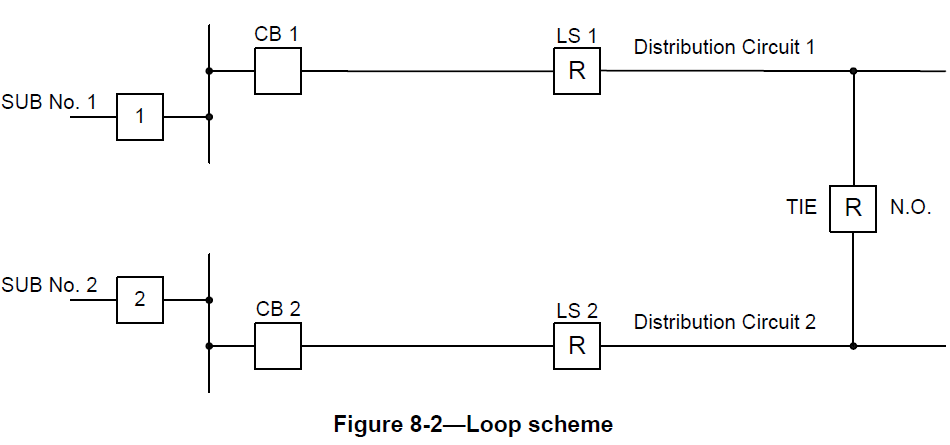 CB 1
LS 1
Distribution Circuit 1
R
SUB No. 1
1
TIE
R
N.O.
SUB No. 2
2
CB 2
LS 2
Distribution Circuit 2
R
Figure 8-2—Loop scheme